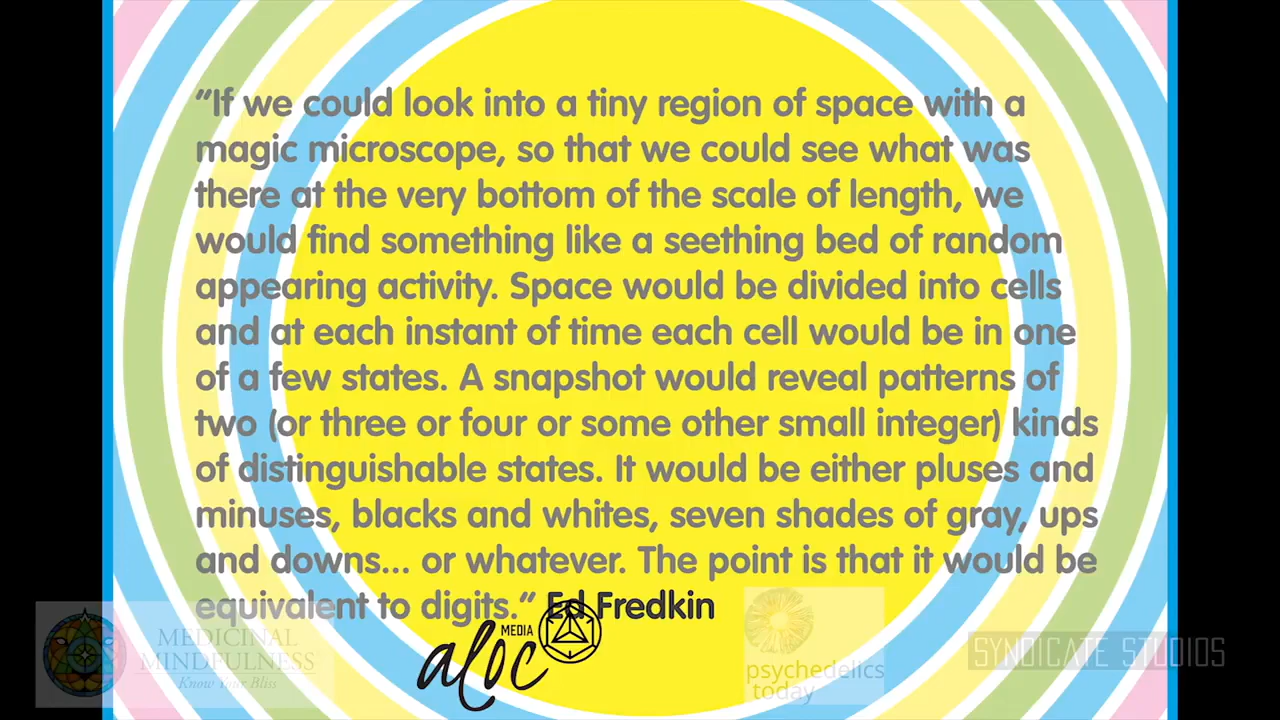 “If we could look into a tiny region of space with a
magic microscope, so that we could see what was
there at the very bottom of the scale of length, we
would find something like a seething bed of random
appearing activity. Space would be divided into cells
and at each instant of time each cell would be in one
of a few states. A snapshot would reveal patterns of
two (or three or four or some other small integer) kinds
of distinguishable states. It would be either pluses and
minuses, blacks and whites, seven shades of gray, ups
and downs... or whatever. The point is that it would be
equivalent to digits.” Ed Fredkin
MEDICINAL
MINDFULNESS
Know Your Bliss
MEDIA
aloc
psychedelics
today
SYNDICATE STUDIOS